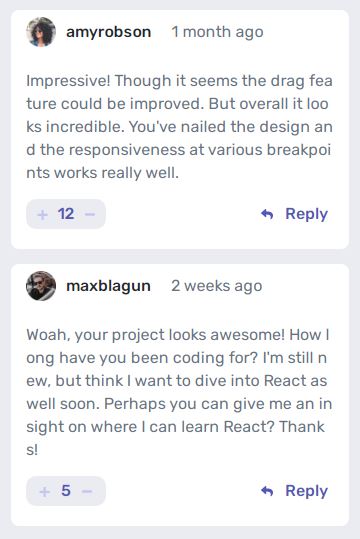 amyrobson 1 month ago
Impressive! Though it seems the drag fea
ture could be improved. But overall it loo
ks incredible. You've nailed the design an
d the responsiveness at various breakpoi
nts works really well.
+ 12 − Reply
maxblagun 2 weeks ago
Woah, your project looks awesome! How l
ong have you been coding for? I'm still n
ew, but think I want to dive into React as
well soon. Perhaps you can give me an in
sight on where I can learn React? Thank
s!
+ 5 − Reply